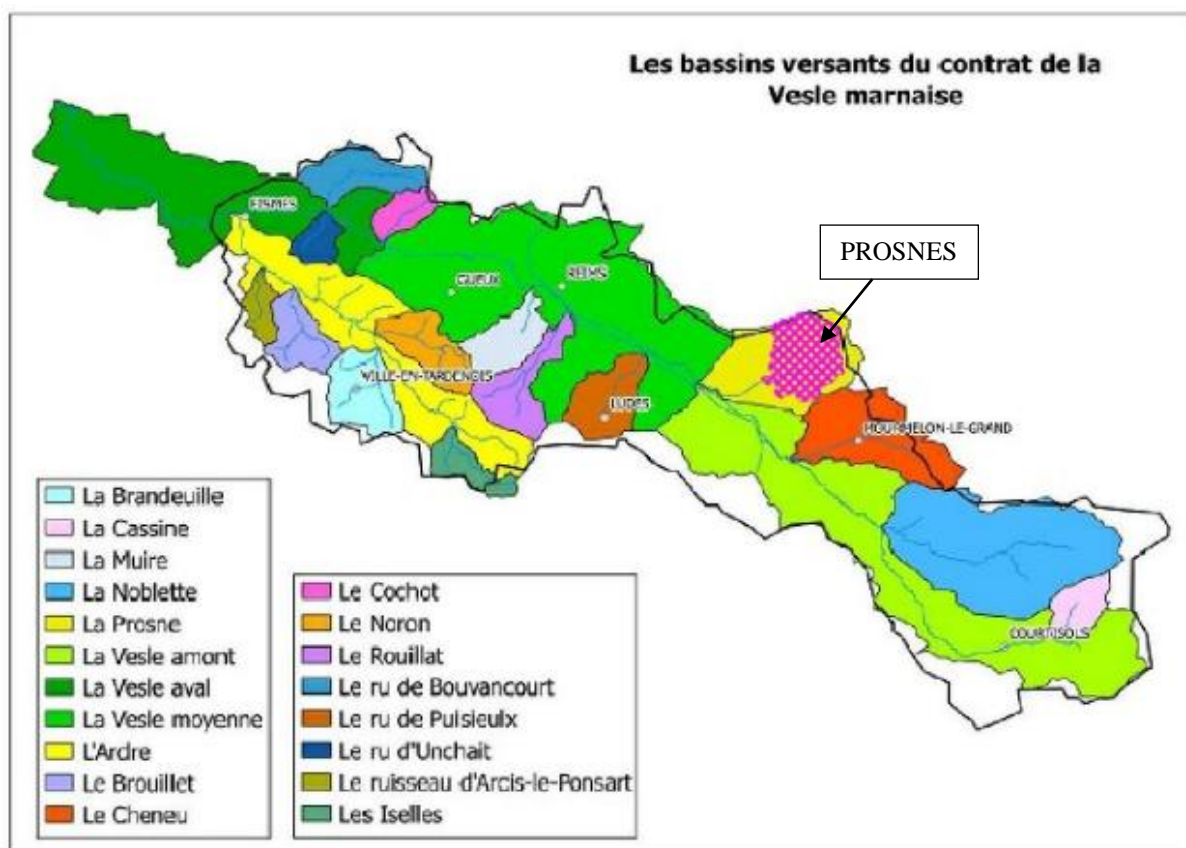 Les bassins versants du contrat de la
Vesle marnaise
PROSNES
FISMES
GUEUX
REIMS
VILLE-EN-TARDENOIS
LUDES
MOURMELON-LE-GRAND
COURTISOLS
La Brandeuille
La Cassine
La Muire
La Noblette
La Prosne
La Vesle amont
La Vesle aval
La Vesle moyenne
L'Ardre
Le Brouillet
Le Cheneu
Le Cochot
Le Noron
Le Rouillat
Le ru de Bouvancourt
Le ru de Puisieulx
Le ru d'Unchait
Le ruisseau d'Arcis-le-Ponsart
Les Iselles